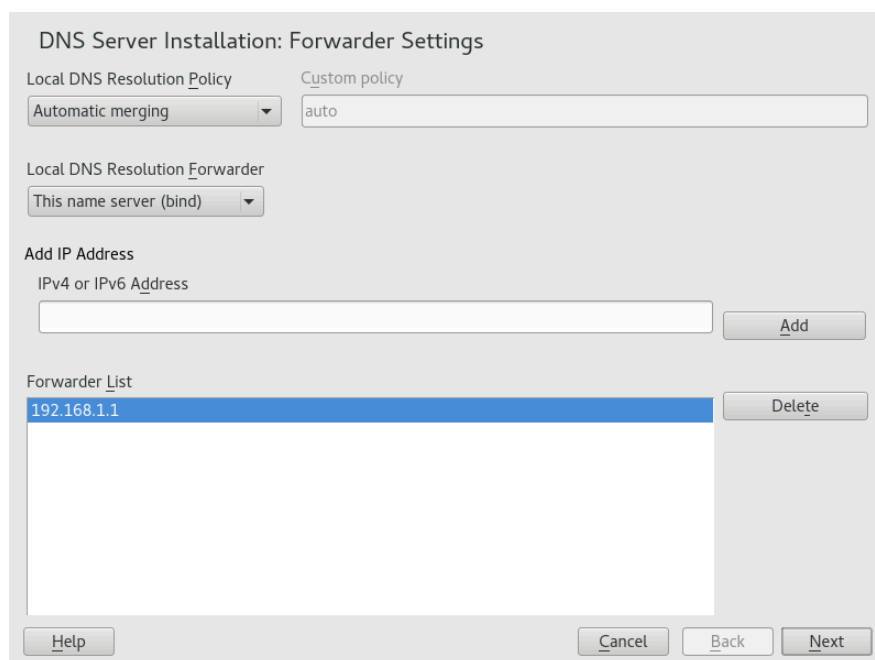 DNS Server Installation: Forwarder Settings
Local DNS Resolution Policy
Custom policy
Automatic merging
auto
Local DNS Resolution Forwarder
This name server (bind)
Add IP Address
IPv4 or IPv6 Address
Add
Forwarder List
192.168.1.1
Delete
Help
Cancel
Back
Next